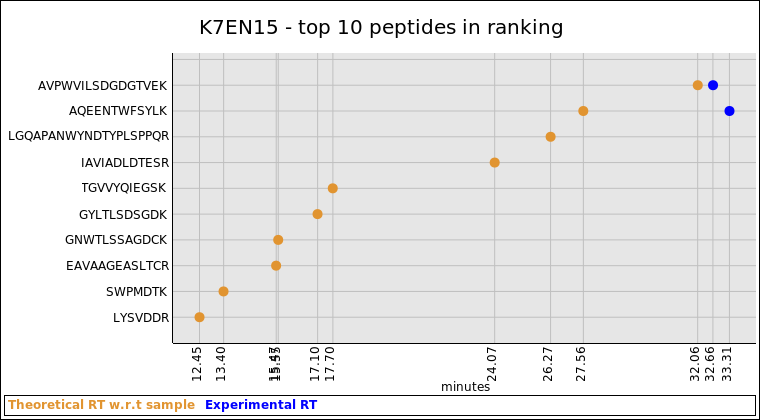 K7EN15 - top 10 peptides in ranking
AVPWVILSDGDGTVEK
AQEENTWFSYLK
LGQAPANWYNDTYPLSPPQR
IAVIADLDTESR
TGVVYQIEGSK
GYLTLSDSGDK
GNWTLSSAGDCK
EAVAAGEASLTCR
SWPMDTK
LYSVDDR
12.45 13.40 15.53 17.10 17.70 24.07 26.27 27.56 32.06 32.66 33.31
minutes
Theoretical RT w.r.t sample Experimental RT